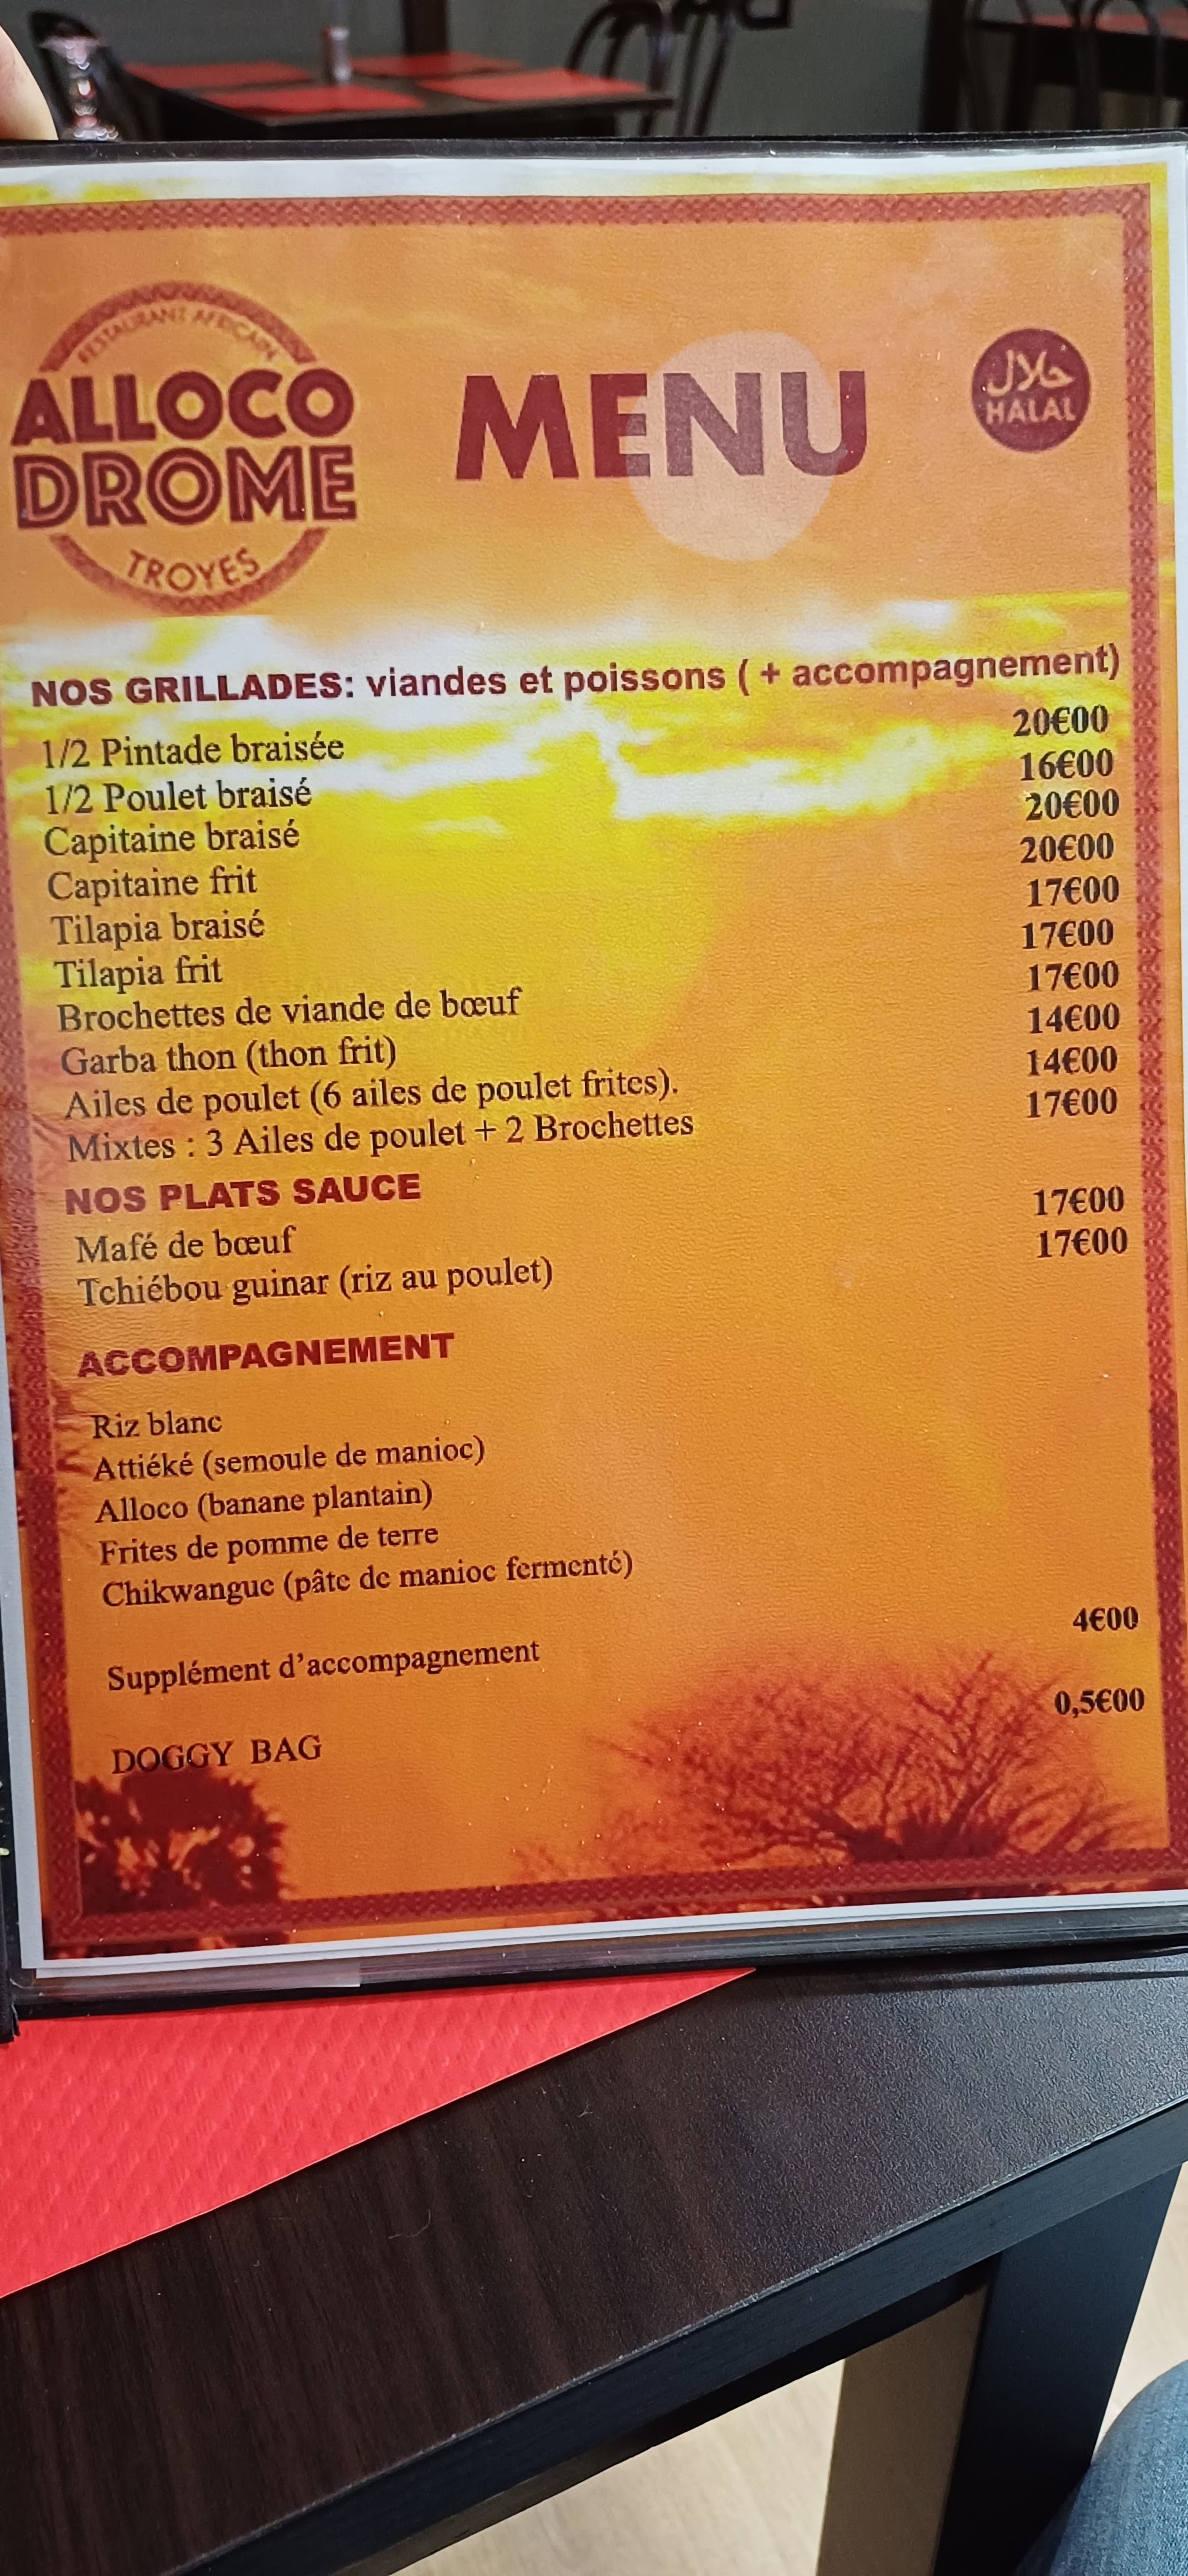 RESTAURANT AFRICAIN
ALLOCO
DROME
TROYES
MENU
حلال
HALAL
NOS GRILLADES: viandes et poissons ( + accompagnement)
1/2 Pintade braisée 20€00
1/2 Poulet braisé 16€00
Capitaine braisé 20€00
Capitaine frit 20€00
Tilapia braisé 17€00
Tilapia frit 17€00
Brochettes de viande de bœuf 17€00
Garba thon (thon frit) 14€00
Ailes de poulet (6 ailes de poulet frites). 14€00
Mixtes : 3 Ailes de poulet + 2 Brochettes 17€00
NOS PLATS SAUCE
Mafé de bœuf 17€00
Tchiébou guinar (riz au poulet) 17€00
ACCOMPAGNEMENT
Riz blanc
Attiéké (semoule de manioc)
Alloco (banane plantain)
Frites de pomme de terre
Chikwangue (pâte de manioc fermenté)
Supplément d'accompagnement 4€00
DOGGY BAG 0,5€00